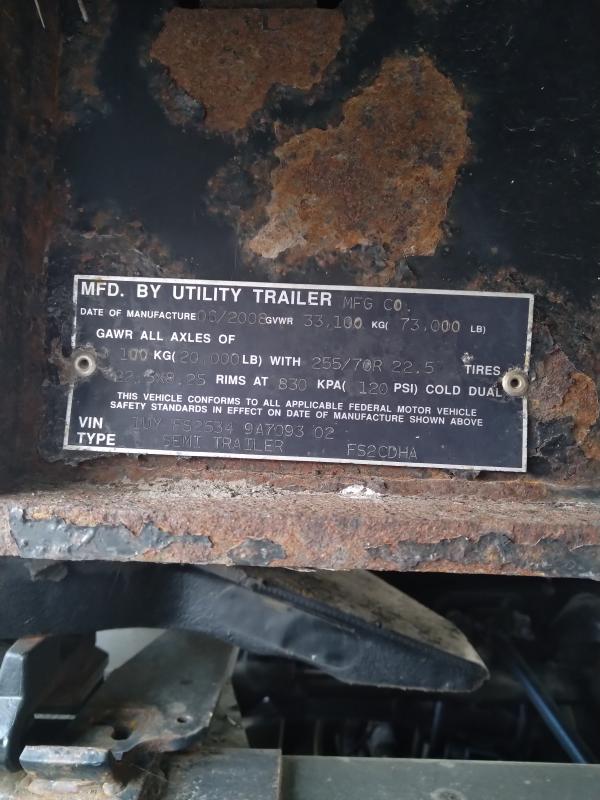 MFD. BY UTILITY TRAILER MFG CO.
DATE OF MANUFACTURE 06/2008 GVWR 33,100 KG( 73,000 LB)
GAWR ALL AXLES OF
100 KG(20,000 LB) WITH 255/70R 22.5 TIRES
22.5X8.25 RIMS AT 830 KPA( 120 PSI) COLD DUAL
THIS VEHICLE CONFORMS TO ALL APPLICABLE FEDERAL MOTOR VEHICLE
SAFETY STANDARDS IN EFFECT ON DATE OF MANUFACTURE SHOWN ABOVE
VIN 1UY FS2534 9A7093 02
TYPE SEMI TRAILER FS2CDHA